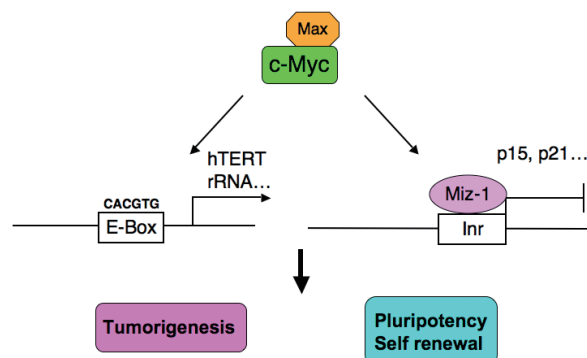 Max
c-Myc
hTERT
rRNA...
p15, p21...
CACGTG
E-Box
Miz-1
Inr
Tumorigenesis
Pluripotency
Self renewal